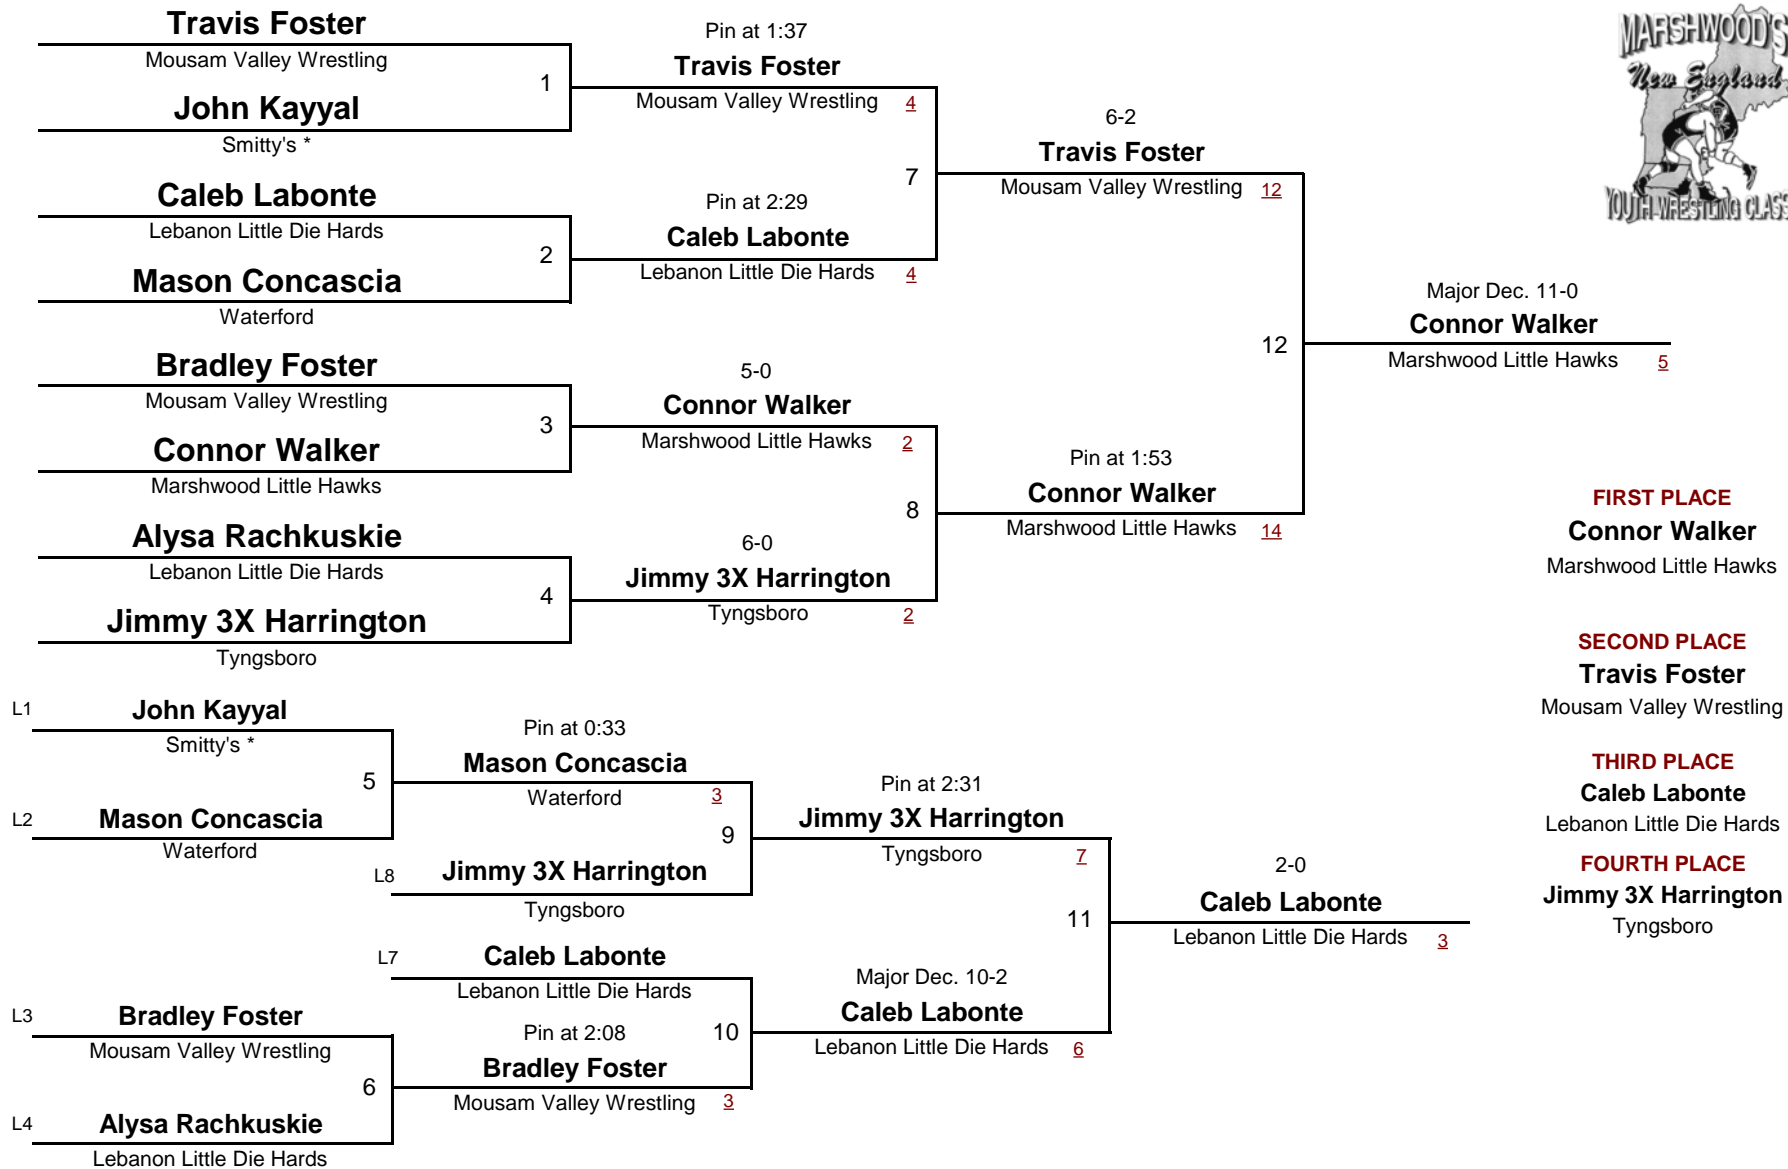 Travis Foster
Mousam Valley Wrestling
1
John Kayyal
Smitty's *
Caleb Labonte
Lebanon Little Die Hards
2
Mason Concascia
Waterford
Bradley Foster
Mousam Valley Wrestling
3
Connor Walker
Marshwood Little Hawks
Alysa Rachkuskie
Lebanon Little Die Hards
4
Jimmy 3X Harrington
Tyngsboro
Pin at 1:37
Travis Foster
Mousam Valley Wrestling 4
7
Pin at 2:29
Caleb Labonte
Lebanon Little Die Hards 4
5-0
Connor Walker
Marshwood Little Hawks 2
8
6-0
Jimmy 3X Harrington
Tyngsboro 2
6-2
Travis Foster
Mousam Valley Wrestling 12
12
Pin at 1:53
Connor Walker
Marshwood Little Hawks 14
Major Dec. 11-0
Connor Walker
Marshwood Little Hawks 5
MARSHWOOD'S
New England
YOUTH WRESTLING CLASS
FIRST PLACE
Connor Walker
Marshwood Little Hawks
SECOND PLACE
Travis Foster
Mousam Valley Wrestling
THIRD PLACE
Caleb Labonte
Lebanon Little Die Hards
FOURTH PLACE
Jimmy 3X Harrington
Tyngsboro
L1 John Kayyal
Smitty's *
5
L2 Mason Concascia
Waterford
Pin at 0:33
Mason Concascia
Waterford 3
9
L8 Jimmy 3X Harrington
Tyngsboro
L7 Caleb Labonte
Lebanon Little Die Hards
10
Pin at 2:08
Bradley Foster
Mousam Valley Wrestling 3
L3 Bradley Foster
Mousam Valley Wrestling
6
L4 Alysa Rachkuskie
Lebanon Little Die Hards
Pin at 2:31
Jimmy 3X Harrington
Tyngsboro 7
11
Major Dec. 10-2
Caleb Labonte
Lebanon Little Die Hards 6
2-0
Caleb Labonte
Lebanon Little Die Hards 3